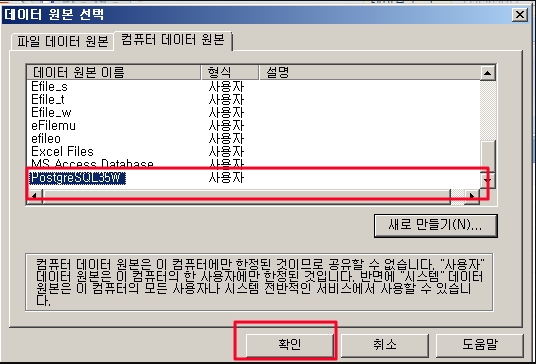 데이터 원본 선택
파일 데이터 원본 컴퓨터 데이터 원본
데이터 원본 이름 형식 설명
Efile_s 사용자
Efile_t 사용자
Efile_w 사용자
eFilemu 사용자
efileo 사용자
Excel Files 사용자
MS Access Database 사용자
PostgreSQL35W 사용자
새로 만들기(N)...
컴퓨터 데이터 원본은 이 컴퓨터에만 한정된 것이므로 공유할 수 없습니다. "사용자"
데이터 원본은 이 컴퓨터의 한 사용자에만 한정된 것입니다. 반면에 "시스템" 데이터
원본은 이 컴퓨터의 모든 사용자나 시스템 전반적인 서비스에서 사용할 수 있습니
다.
확인 취소 도움말